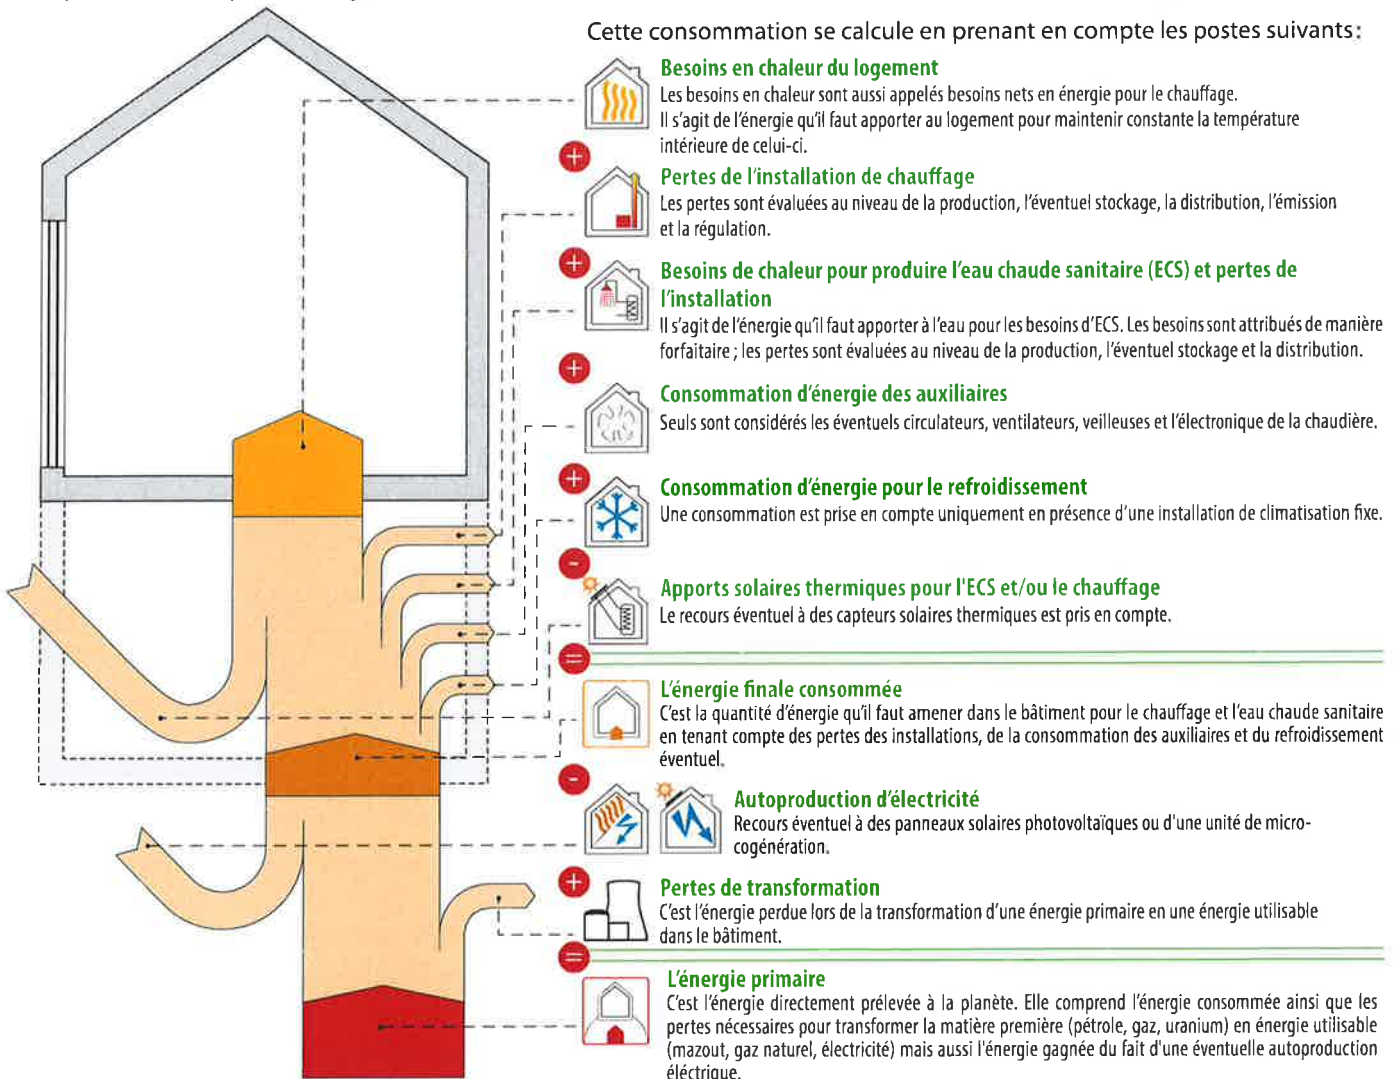 Cette consommation se calcule en prenant en compte les postes suivants:
Besoins en chaleur du logement
Les besoins en chaleur sont aussi appelés besoins nets en énergie pour le chauffage.
Il s'agit de l'énergie qu'il faut apporter au logement pour maintenir constante la température
intérieure de celui-ci.
+
Pertes de l'installation de chauffage
Les pertes sont évaluées au niveau de la production, l'éventuel stockage, la distribution, l'émission
et la régulation.
+
Besoins de chaleur pour produire l'eau chaude sanitaire (ECS) et pertes de
l'installation
Il s'agit de l'énergie qu'il faut apporter à l'eau pour les besoins d'ECS. Les besoins sont attribués de manière
forfaitaire ; les pertes sont évaluées au niveau de la production, l'éventuel stockage et la distribution.
+
Consommation d'énergie des auxiliaires
Seuls sont considérés les éventuels circulateurs, ventilateurs, veilleuses et l'électronique de la chaudière.
+
Consommation d'énergie pour le refroidissement
Une consommation est prise en compte uniquement en présence d'une installation de climatisation fixe.
-
Apports solaires thermiques pour l'ECS et/ou le chauffage
Le recours éventuel à des capteurs solaires thermiques est pris en compte.
=
L'énergie finale consommée
C'est la quantité d'énergie qu'il faut amener dans le bâtiment pour le chauffage et l'eau chaude sanitaire
en tenant compte des pertes des installations, de la consommation des auxiliaires et du refroidissement
éventuel.
-
Autoproduction d'électricité
Recours éventuel à des panneaux solaires photovoltaïques ou d'une unité de micro-
cogénération.
+
Pertes de transformation
C'est l'énergie perdue lors de la transformation d'une énergie primaire en une énergie utilisable
dans le bâtiment.
=
L'énergie primaire
C'est l'énergie directement prélevée à la planète. Elle comprend l'énergie consommée ainsi que les
pertes nécessaires pour transformer la matière première (pétrole, gaz, uranium) en énergie utilisable
(mazout, gaz naturel, électricité) mais aussi l'énergie gagnée du fait d'une éventuelle autoproduction
éléctrique.